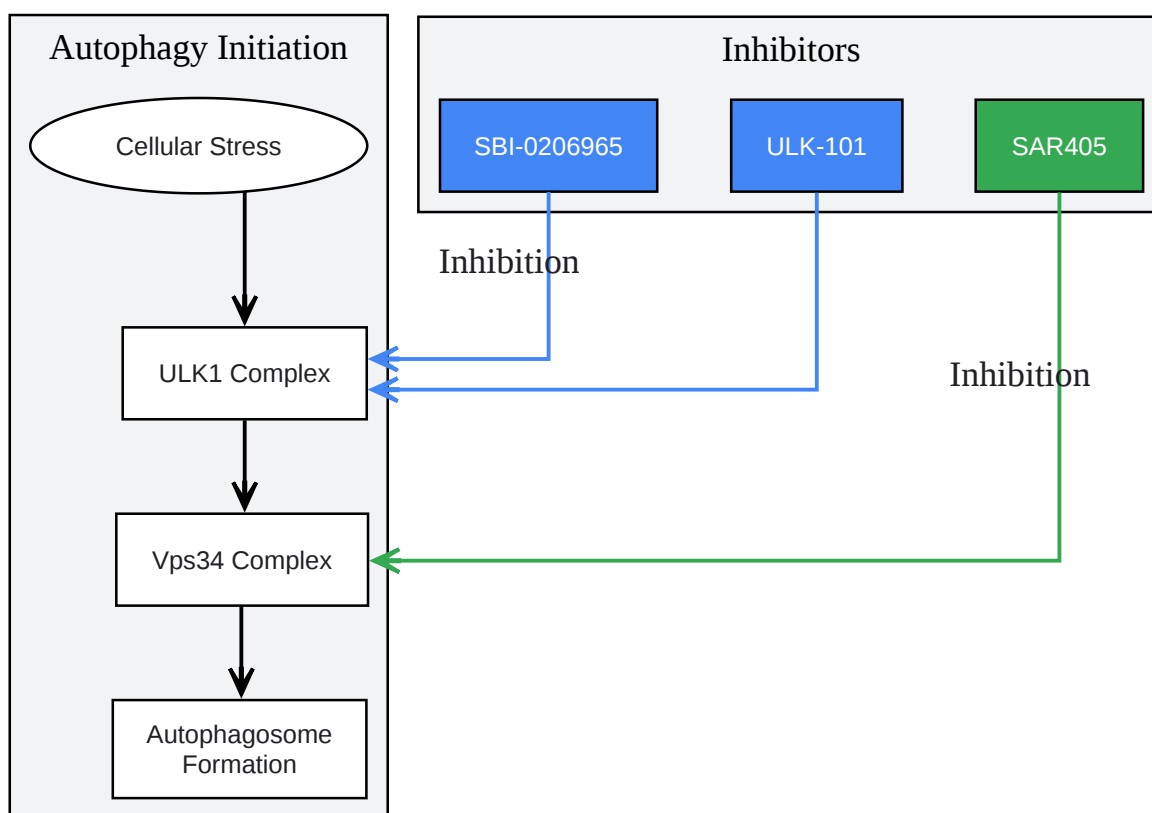 Autophagy Initiation
Cellular Stress
ULK1 Complex
Vps34 Complex
Autophagosome
Formation
Inhibitors
SBI-0206965
ULK-101
SAR405
Inhibition
Inhibition